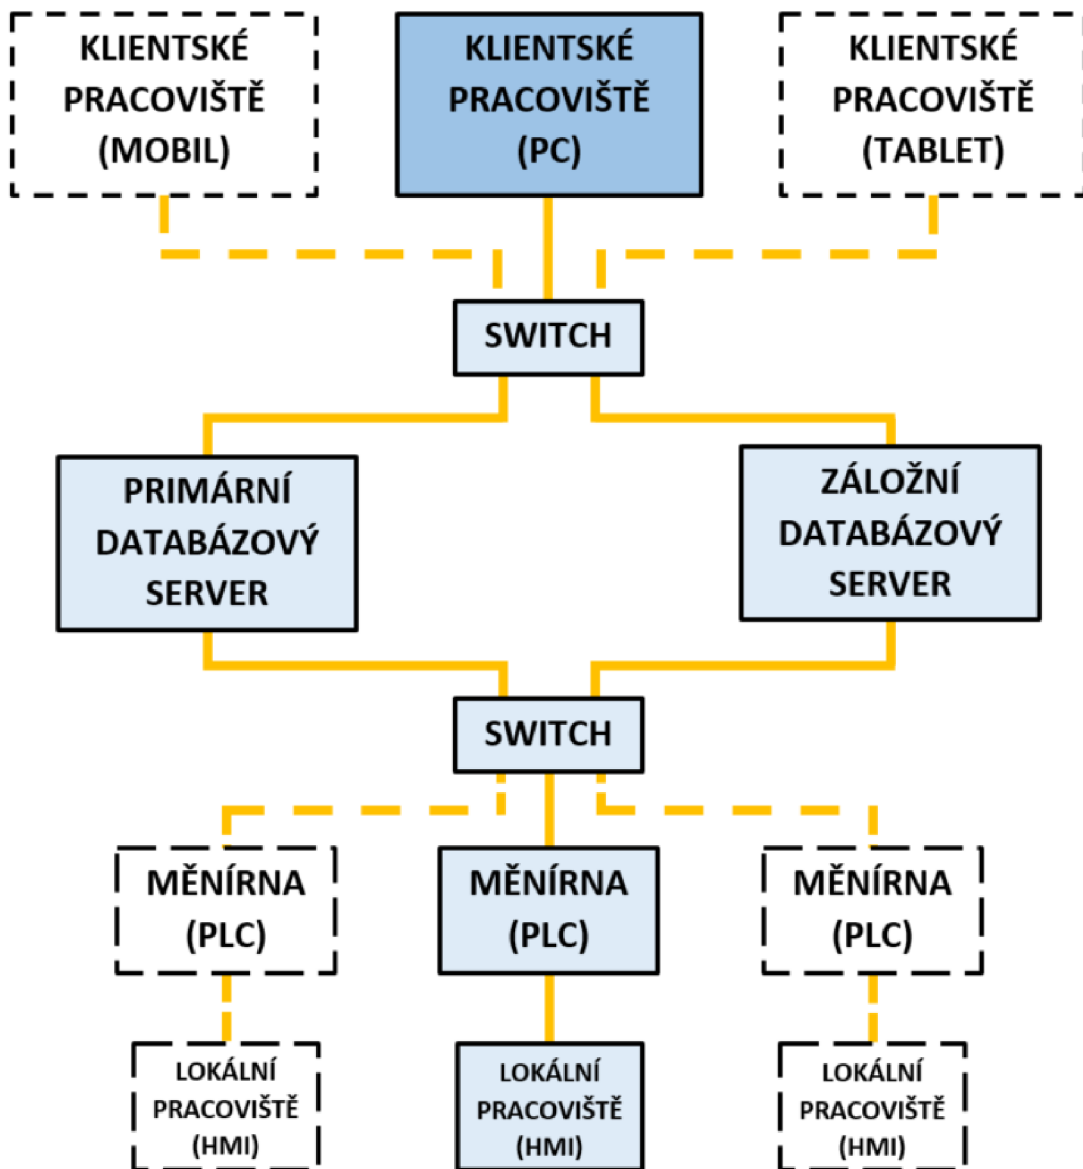 KLIENTSKÉ
PRACOVIŠTĚ
(MOBIL)
KLIENTSKÉ
PRACOVIŠTĚ
(PC)
KLIENTSKÉ
PRACOVIŠTĚ
(TABLET)
SWITCH
PRIMÁRNÍ
DATABÁZOVÝ
SERVER
ZÁLOŽNÍ
DATABÁZOVÝ
SERVER
SWITCH
MĚNÍRNA
(PLC)
MĚNÍRNA
(PLC)
MĚNÍRNA
(PLC)
LOKÁLNÍ
PRACOVIŠTĚ
(HMI)
LOKÁLNÍ
PRACOVIŠTĚ
(HMI)
LOKÁLNÍ
PRACOVIŠTĚ
(HMI)